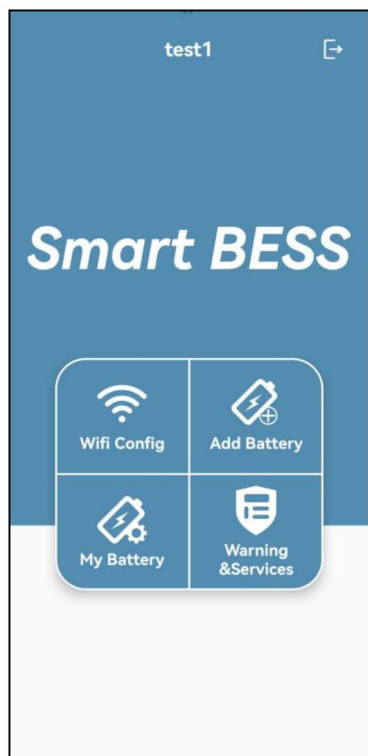 test1
Smart BESS
Wifi Config
Add Battery
My Battery
Warning
&Services